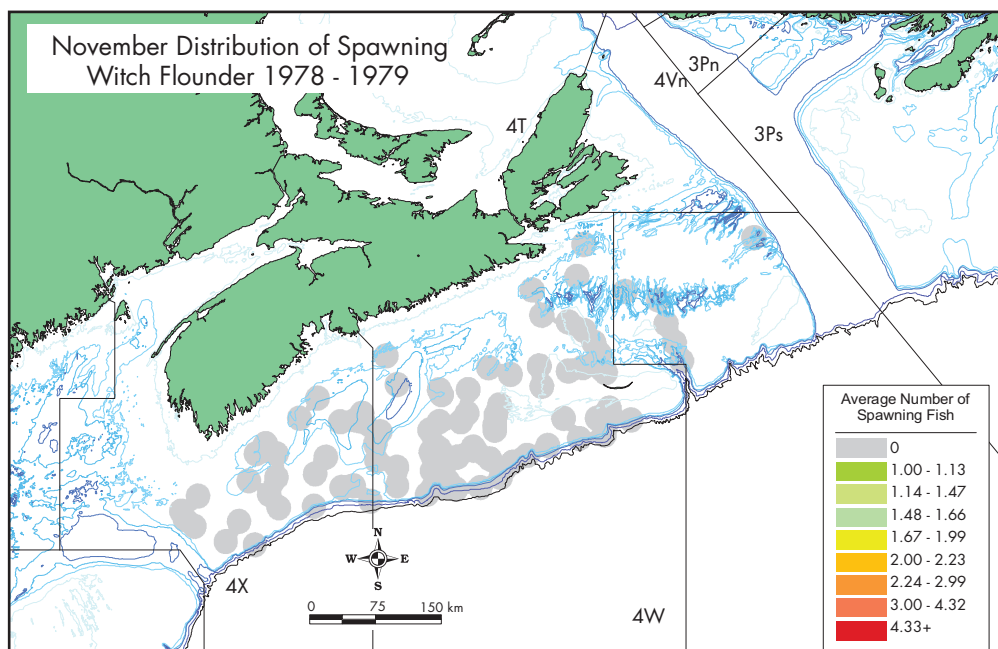 November Distribution of Spawning
Witch Flounder 1978 - 1979
3Pn
4Vn
4T
3Ps
Average Number of
Spawning Fish
0
1.00 - 1.13
1.14 - 1.47
1.48 - 1.66
1.67 - 1.99
2.00 - 2.23
2.24 - 2.99
3.00 - 4.32
4.33+
N
W E
S
4X
0 75 150 km
4W